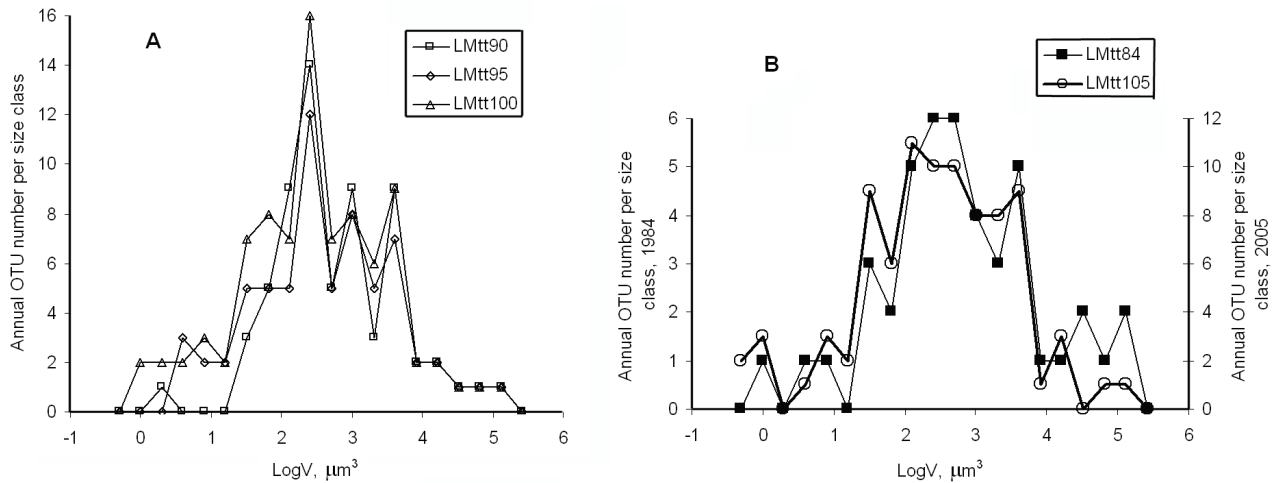 A
LMtt90
LMtt95
LMtt100
Annual OTU number per size class
16
14
12
10
8
6
4
2
0
-1 0 1 2 3 4 5 6
LogV, μm³
B
LMtt84
LMtt105
Annual OTU number per size
class, 1984
6
5
4
3
2
1
0
12
10
8
6
4
2
0
Annual OTU number per size
class, 2005
-1 0 1 2 3 4 5 6
LogV, μm³